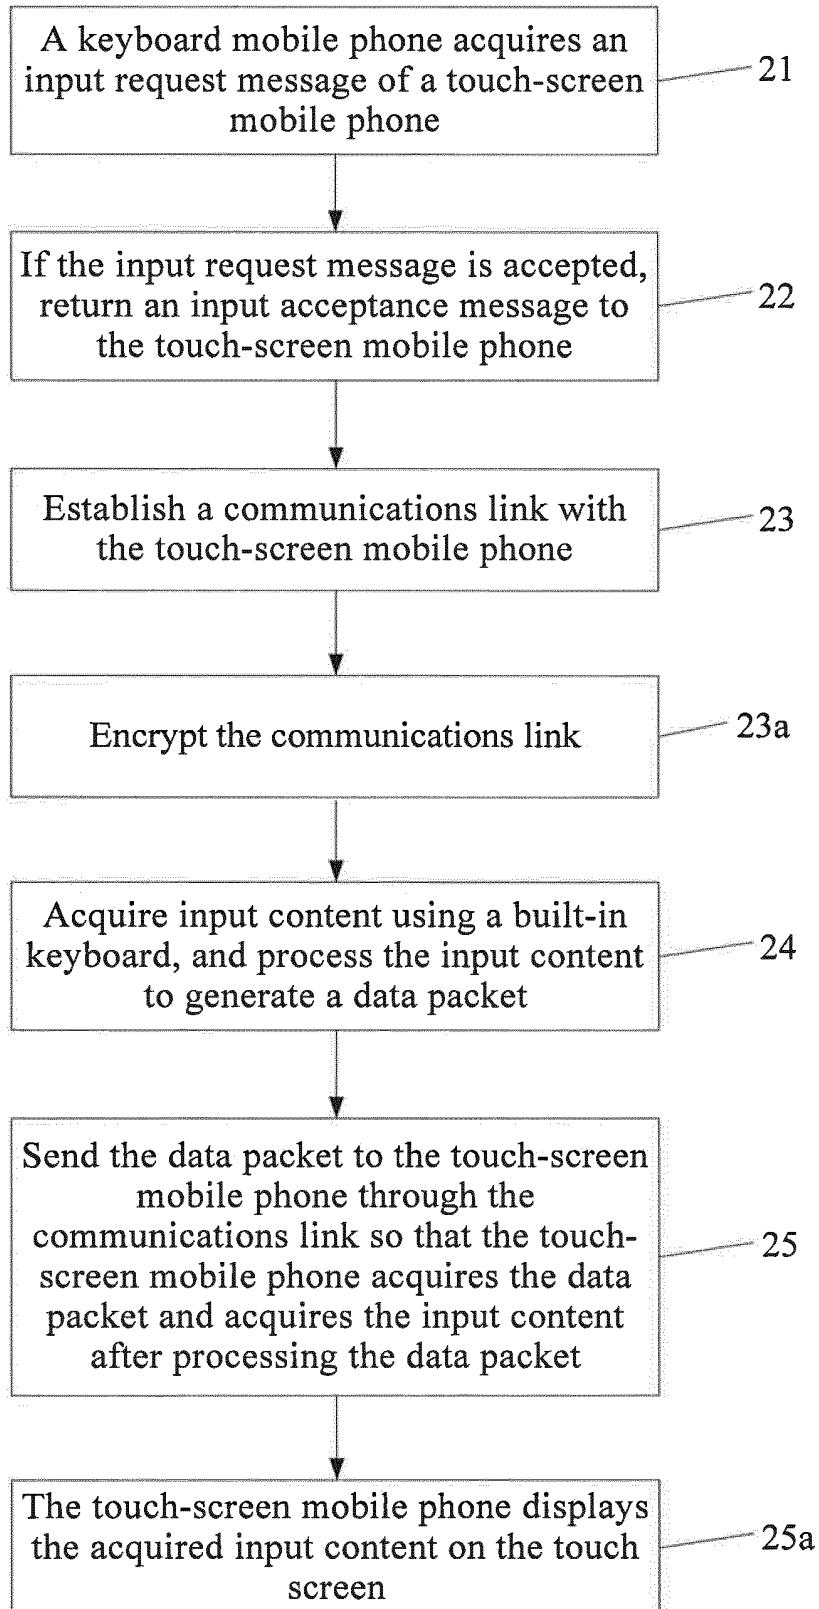 A keyboard mobile phone acquires an
input request message of a touch-screen
mobile phone
21
If the input request message is accepted,
return an input acceptance message to
the touch-screen mobile phone
22
Establish a communications link with
the touch-screen mobile phone
23
Encrypt the communications link
23a
Acquire input content using a built-in
keyboard, and process the input content
to generate a data packet
24
Send the data packet to the touch-screen
mobile phone through the
communications link so that the touch-
screen mobile phone acquires the data
packet and acquires the input content
after processing the data packet
25
The touch-screen mobile phone displays
the acquired input content on the touch
screen
25a